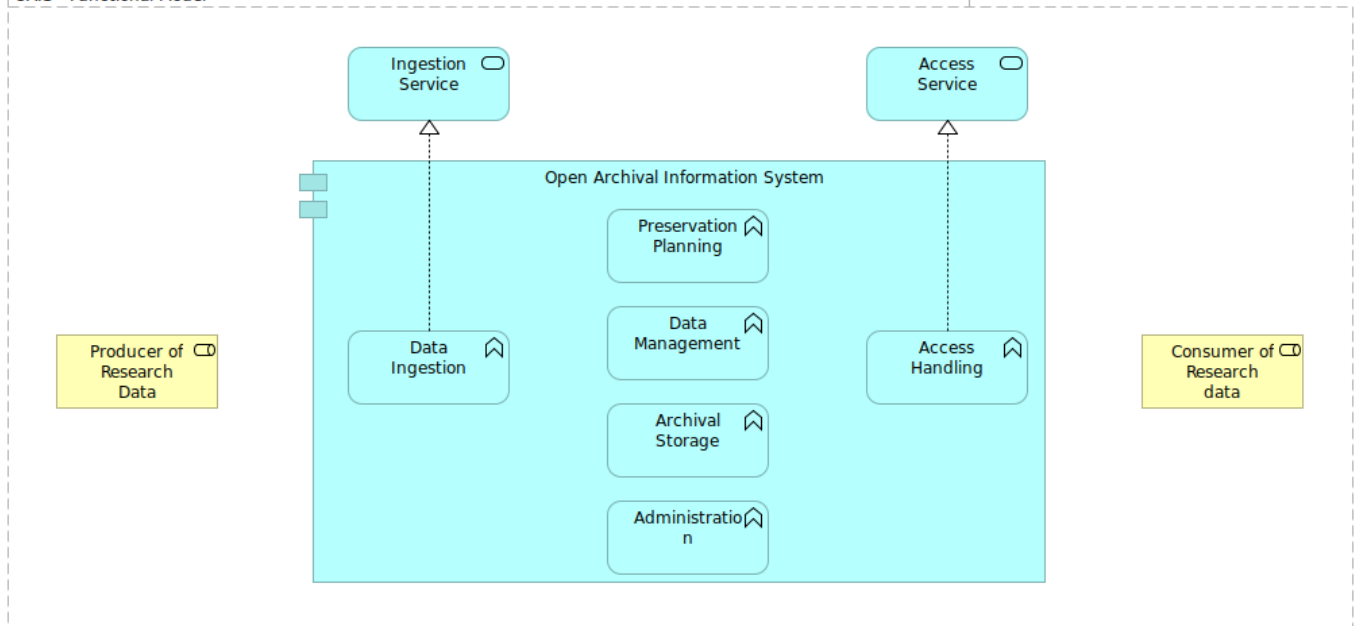 Ingestion
Service
Access
Service
Open Archival Information System
Preservation
Planning
Data
Management
Data
Ingestion
Access
Handling
Producer of
Research
Data
Consumer of
Research
data
Archival
Storage
Administratio
n